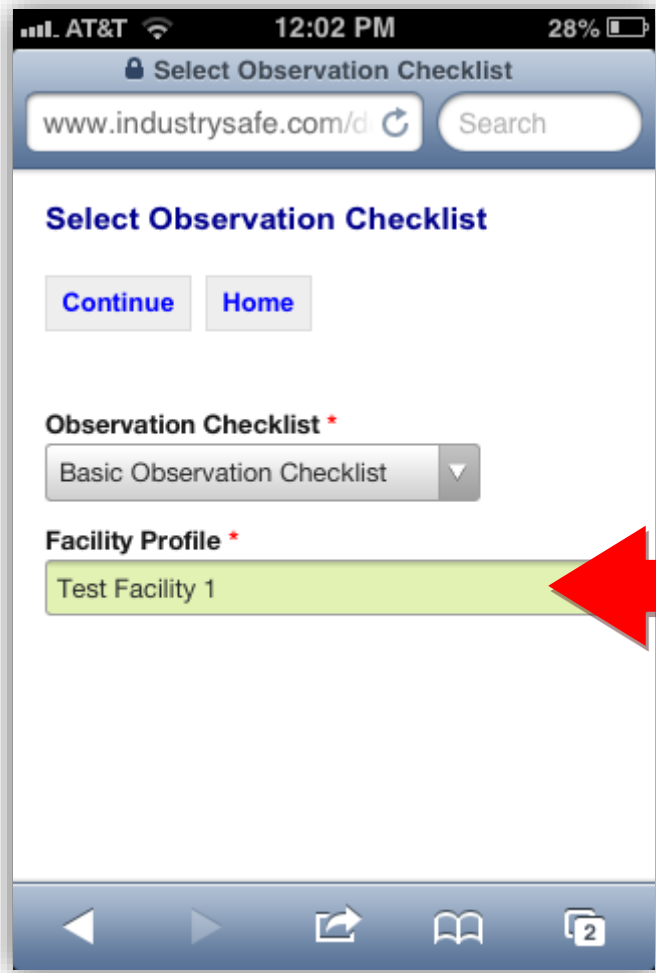 AT&T 12:02 PM 28%
Select Observation Checklist
www.industrysafe.com/d Search
Select Observation Checklist
Continue Home
Observation Checklist *
Basic Observation Checklist
Facility Profile *
Test Facility 1
2